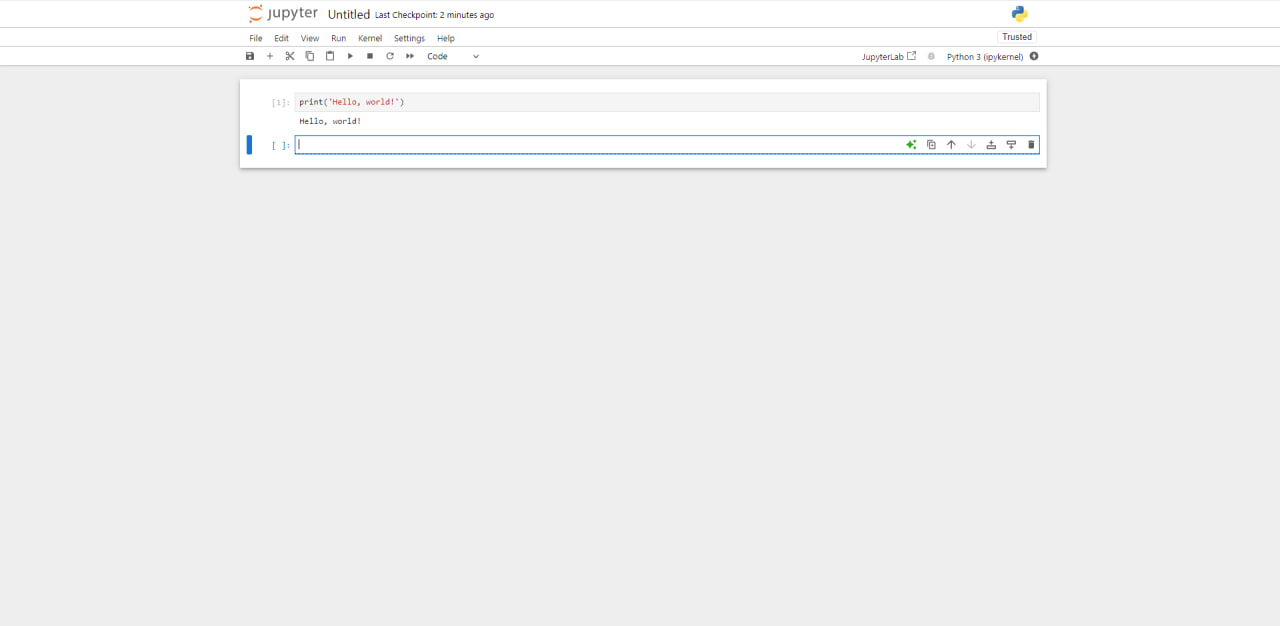 jupyter Untitled Last Checkpoint: 2 minutes ago
File Edit View Run Kernel Settings Help
Trusted
Code
JupyterLab
Python 3 (ipykernel)
[1]: print('Hello, world!')
Hello, world!
[ ]: